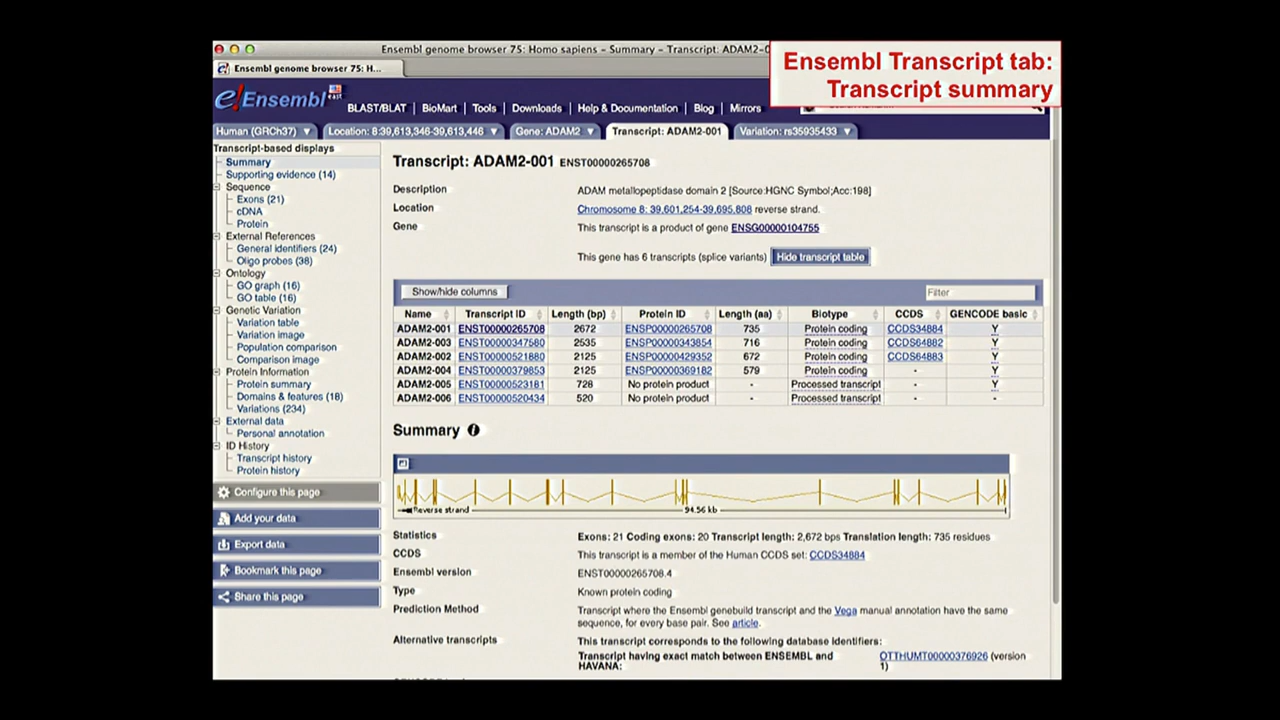 Ensembl genome browser 75: Homo sapiens – Summary – Transcript: ADAM2-0
Ensembl Transcript tab:
Transcript summary
Ensembl genome browser 75: H...
e!Ensembl east
BLAST/BLAT | BioMart | Tools | Downloads | Help & Documentation | Blog | Mirrors
Human (GRCh37) ▼ Location: 8:39,613,346-39,613,446 ▼ Gene: ADAM2 ▼ Transcript: ADAM2-001 Variation: rs35935433 ▼
Transcript-based displays
Summary
Supporting evidence (14)
Sequence
Exons (21)
cDNA
Protein
External References
General identifiers (24)
Oligo probes (38)
Ontology
GO graph (16)
GO table (16)
Genetic Variation
Variation table
Variation image
Population comparison
Comparison image
Protein Information
Protein summary
Domains & features (18)
Variations (234)
External data
Personal annotation
ID History
Transcript history
Protein history
Configure this page
Add your data
Export data
Bookmark this page
Share this page
Transcript: ADAM2-001 ENST00000265708
Description ADAM metallopeptidase domain 2 [Source:HGNC Symbol;Acc:198]
Location Chromosome 8: 39,601,254-39,695,808 reverse strand.
Gene This transcript is a product of gene ENSG00000104755
This gene has 6 transcripts (splice variants) Hide transcript table
Show/hide columns Filter
Name Transcript ID Length (bp) Protein ID Length (aa) Biotype CCDS GENCODE basic
ADAM2-001 ENST00000265708 2672 ENSP00000265708 735 Protein coding CCDS34884 Y
ADAM2-003 ENST00000347580 2535 ENSP00000343854 716 Protein coding CCDS64882 Y
ADAM2-002 ENST00000521880 2125 ENSP00000429352 672 Protein coding CCDS64883 Y
ADAM2-004 ENST00000379853 2125 ENSP00000369182 579 Protein coding - Y
ADAM2-005 ENST00000523181 728 No protein product - Processed transcript - Y
ADAM2-006 ENST00000520434 520 No protein product - Processed transcript - -
Summary i
Reverse strand 94.56 kb
Statistics Exons: 21 Coding exons: 20 Transcript length: 2,672 bps Translation length: 735 residues
CCDS This transcript is a member of the Human CCDS set: CCDS34884
Ensembl version ENST00000265708.4
Type Known protein coding
Prediction Method Transcript where the Ensembl genebuild transcript and the Vega manual annotation have the same
sequence, for every base pair. See article.
Alternative transcripts This transcript corresponds to the following database identifiers:
Transcript having exact match between ENSEMBL and OTTHUMT00000376926 (version
HAVANA: 1)